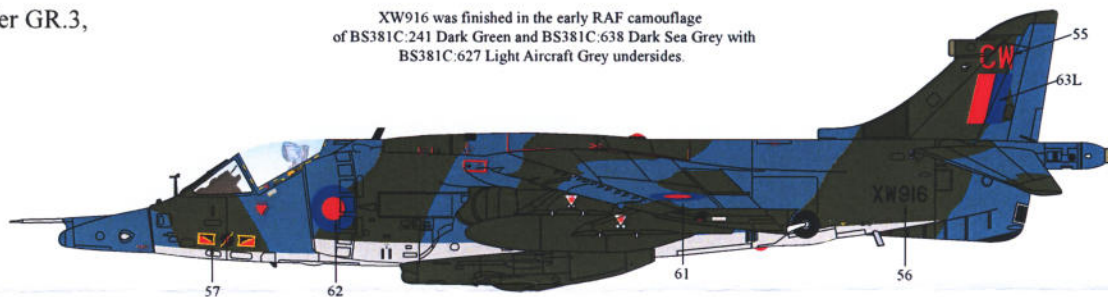 er GR.3,
XW916 was finished in the early RAF camouflage
of BS381C:241 Dark Green and BS381C:638 Dark Sea Grey with
BS381C:627 Light Aircraft Grey undersides.
55
CW
63L
XW916
57
62
61
56